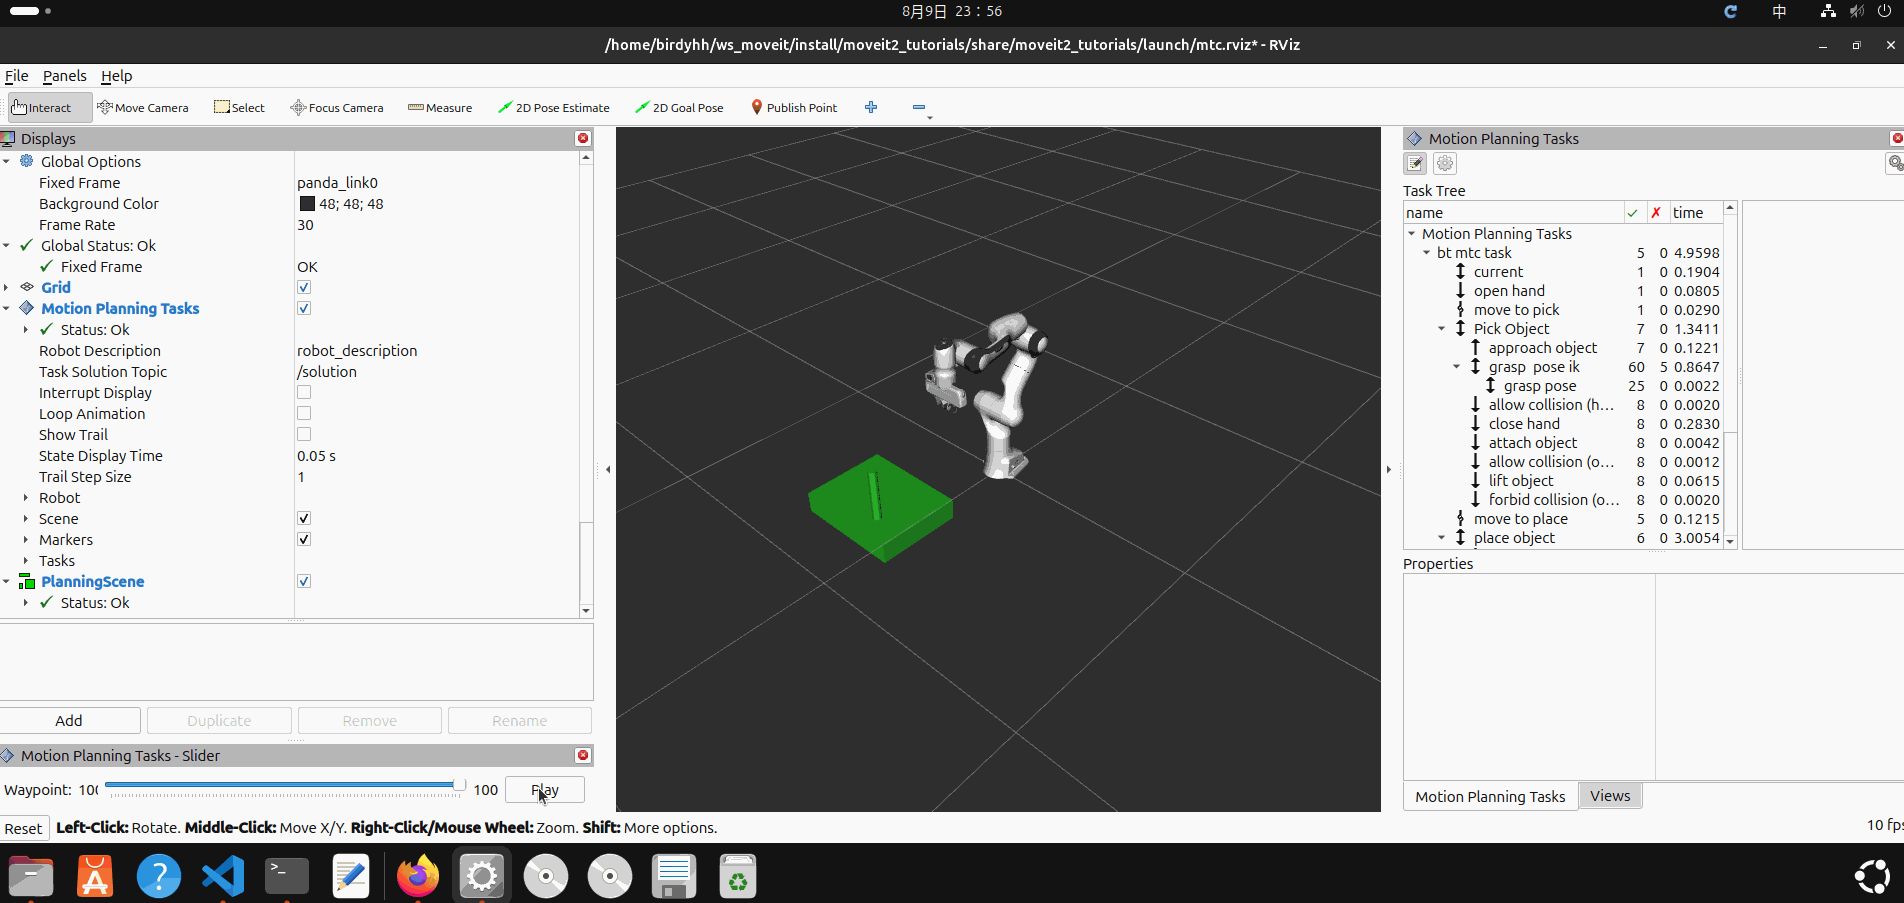 8月9日 23：56
中
/home/birdyhh/ws_moveit/install/moveit2_tutorials/share/moveit2_tutorials/launch/mtc.rviz* - RViz
File Panels Help
Interact Move Camera Select Focus Camera Measure 2D Pose Estimate 2D Goal Pose Publish Point
Displays
Global Options
Fixed Frame panda_link0
Background Color 48; 48; 48
Frame Rate 30
Global Status: Ok
Fixed Frame OK
Grid
Motion Planning Tasks
Status: Ok
Robot Description robot_description
Task Solution Topic /solution
Interrupt Display
Loop Animation
Show Trail
State Display Time 0.05 s
Trail Step Size 1
Robot
Scene
Markers
Tasks
PlanningScene
Status: Ok
Add Duplicate Remove Rename
Motion Planning Tasks - Slider
Waypoint: 100 100 Play
Reset Left-Click: Rotate. Middle-Click: Move X/Y. Right-Click/Mouse Wheel: Zoom. Shift: More options.
10 fps
Motion Planning Tasks
Task Tree
name ✓ ✗ time
Motion Planning Tasks
bt mtc task 5 0 4.9598
current 1 0 0.1904
open hand 1 0 0.0805
move to pick 1 0 0.0290
Pick Object 7 0 1.3411
approach object 7 0 0.1221
grasp pose ik 60 5 0.8647
grasp pose 25 0 0.0022
allow collision (h... 8 0 0.0020
close hand 8 0 0.2830
attach object 8 0 0.0042
allow collision (o... 8 0 0.0012
lift object 8 0 0.0615
forbid collision (o... 8 0 0.0020
move to place 5 0 0.1215
place object 6 0 3.0054
Properties
Motion Planning Tasks Views